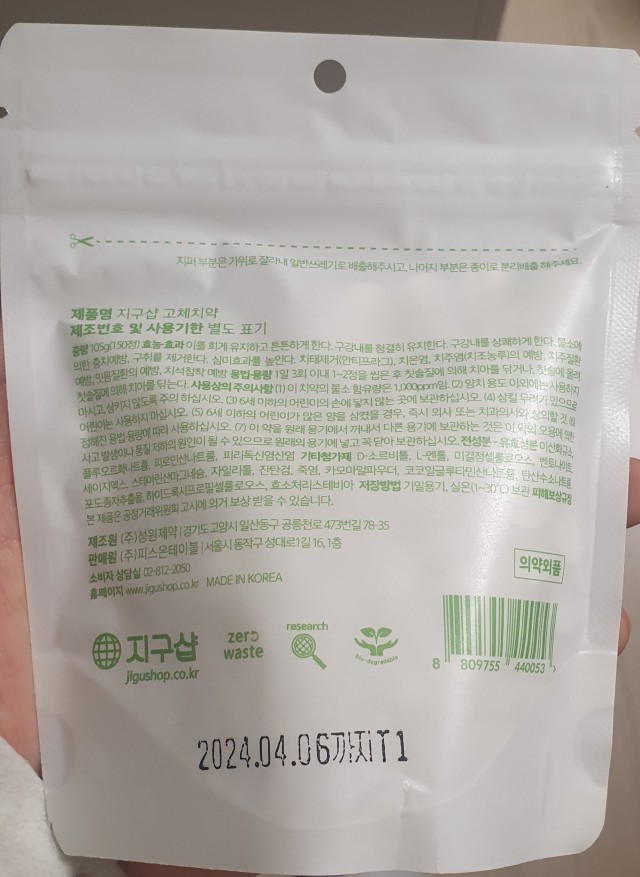 지퍼 부분은 가위로 잘라내 일반쓰레기로 배출해주시고, 나머지 부분은 종이로 분리배출 해주세요.
제품명 지구샵 고체치약
제조번호 및 사용기한 별도 표기
중량 105g(150정) 효능·효과 이를 희게 유지하고 튼튼하게 한다. 구강내를 청결히 유지한다. 구강내를 상쾌하게 한다. 불소에
의한 충치예방, 구취를 제거한다. 심미효과를 높인다. 치태제거(안티프라그), 치은염, 치주염(치조농루)의 예방, 치주질환
예방, 잇몸질환의 예방, 치석침착 예방 용법·용량 1일 3회 이내 1~2정을 씹은 후 칫솔질에 의해 치아를 닦거나, 칫솔에 올려
칫솔질에 의해 치아를 닦는다. 사용상의 주의사항 (1) 이 치약의 불소 함유량은 1,000ppm임. (2) 양치 용도 이외에는 사용하지
마시고, 삼키지 않도록 주의 하십시오. (3) 6세 이하의 어린이의 손에 닿지 않는 곳에 보관하십시오. (4) 삼킬 우려가 있으므로
어린이는 사용하지 마십시오. (5) 6세 이하의 어린이가 많은 양을 삼켰을 경우, 즉시 의사 또는 치과의사와 상의할 것
정해진 용법·용량에 따라 사용하십시오. (7) 이 약을 원래 용기에서 꺼내서 다른 용기에 보관하는 것은 이 약의 오용에 의한
사고 발생이나 품질 저하의 원인이 될 수 있으므로 원래의 용기에 넣고 꼭 닫아 보관하십시오. 전성분 - 유효성분 이산화규소,
플루오르화나트륨, 피로인산나트륨, 피리독신염산염 기타첨가제 D-소르비톨, L-멘톨, 미결정셀룰로오스, 벤토나이트
세이지엑스, 스테아린산마그네슘, 자일리톨, 잔탄검, 죽염, 카모마일파우더, 코코일글루타민산나트륨, 탄산수소나트륨
포도종자추출물, 하이드록시프로필셀룰로오스, 효소처리스테비아 저장방법 기밀용기, 실온(1~30℃) 보관 피해보상규정
본 제품은 공정거래위원회 고시에 의거 보상 받을 수 있습니다.
제조원 (주)성원제약 | 경기도 고양시 일산동구 공릉천로 473번길 78-35
판매원 (주)피스온테이블 | 서울시 동작구 성대로1길 16, 1층
소비자 상담실 02-812-2050
홈페이지 www.jigushop.co.kr MADE IN KOREA
의약외품
지구샵
jigushop.co.kr
zero
waste
research
bio-degradable
8 809755 440053
2024.04.06까지 T1